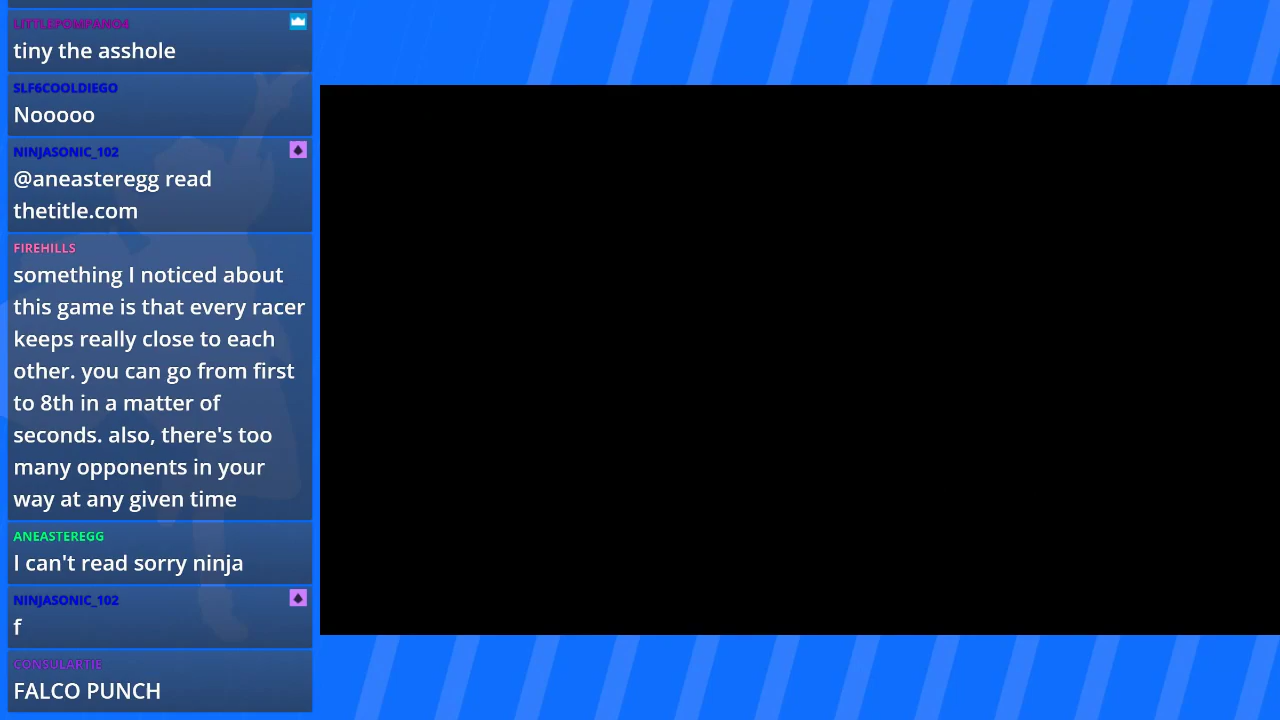 LITTLEPOMPANO4
tiny the asshole
SLF6COOLDIEGO
Nooooo
NINJASONIC_102
@aneasteregg read
thetitle.com
FIREHILLS
something I noticed about
this game is that every racer
keeps really close to each
other. you can go from first
to 8th in a matter of
seconds. also, there's too
many opponents in your
way at any given time
ANEASTEREGG
I can't read sorry ninja
NINJASONIC_102
f
CONSULARTIE
FALCO PUNCH